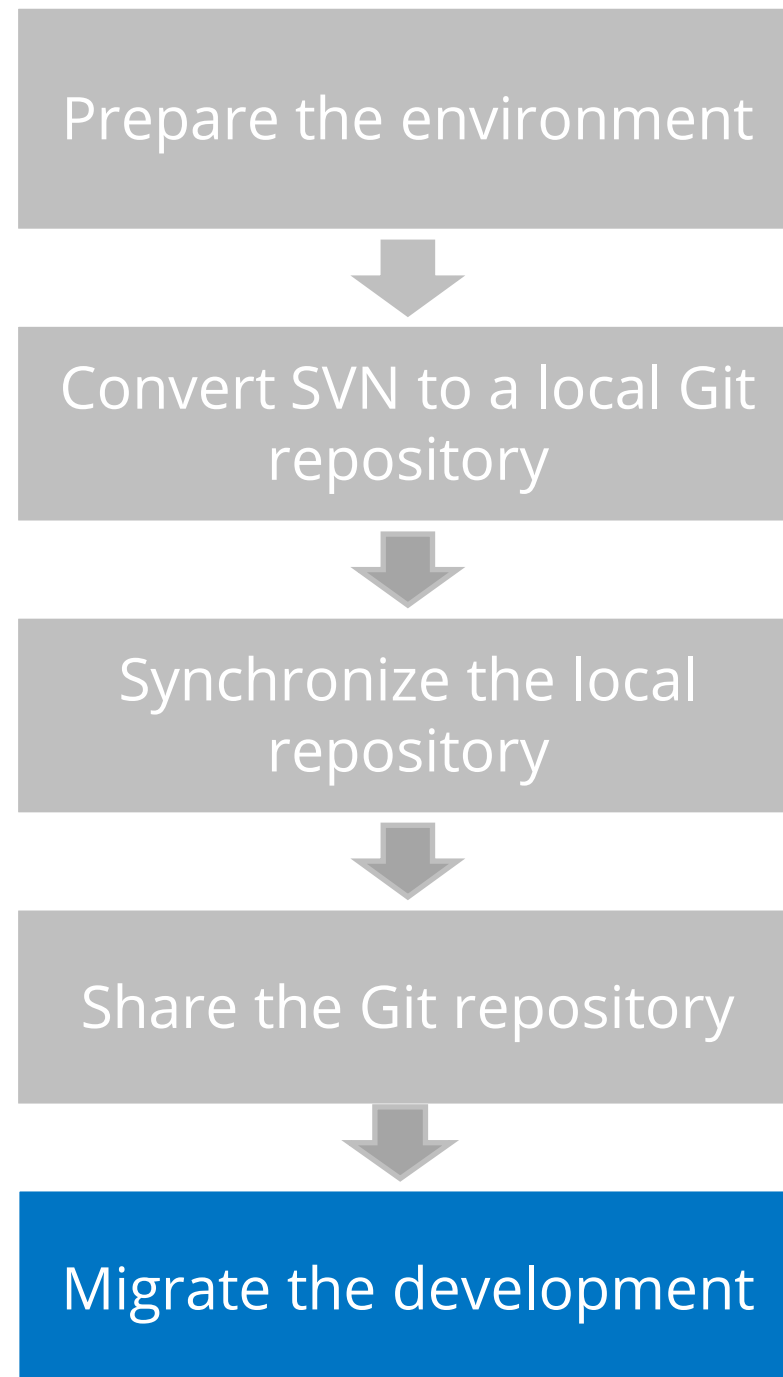 Prepare the environment
Convert SVN to a local Git
repository
Synchronize the local
repository
Share the Git repository
Migrate the development